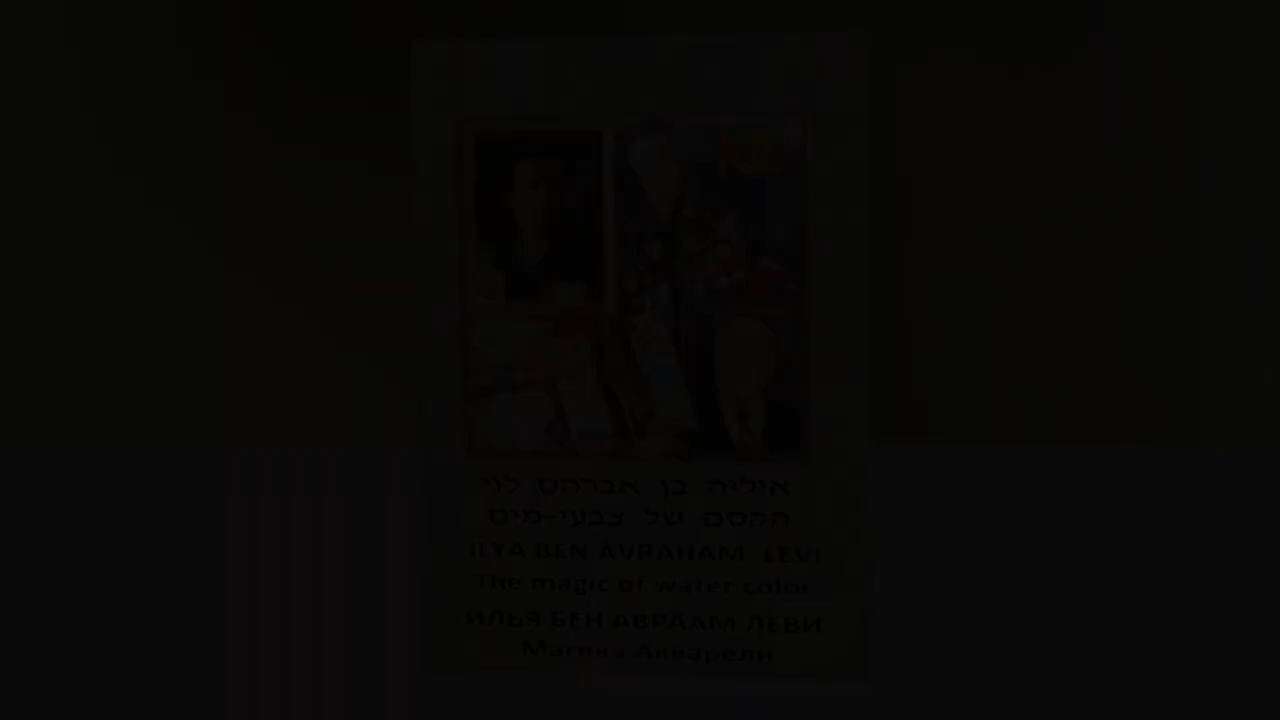 איליה בן אברהם לוי
הקסם של צבעי-מים
ILYA BEN AVRAHAM LEVI
The magic of water color
ИЛЬЯ БЕН АВРААМ ЛЕВИ
Магика Акварели